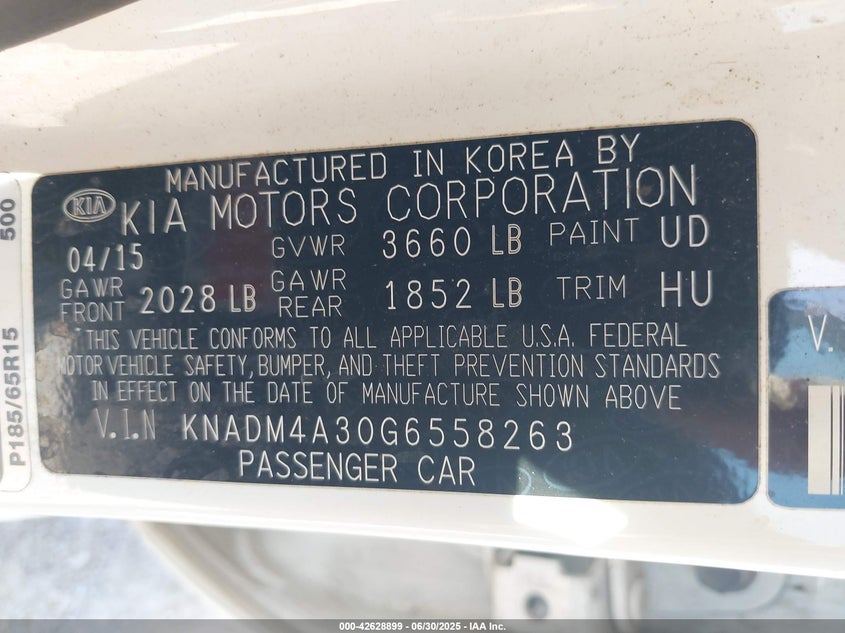 MANUFACTURED IN KOREA BY
KIA KIA MOTORS CORPORATION
04/15 GVWR 3660 LB PAINT UD
GAWR FRONT 2028 LB GAWR REAR 1852 LB TRIM HU
THIS VEHICLE CONFORMS TO ALL APPLICABLE U.S.A. FEDERAL
MOTOR VEHICLE SAFETY, BUMPER, AND THEFT PREVENTION STANDARDS
IN EFFECT ON THE DATE OF MANUFACTURE SHOWN ABOVE
V.I.N KNADM4A30G6558263
PASSENGER CAR
P185/65R15 500
V.
000-42628899 - 06/30/2025 - IAA Inc.